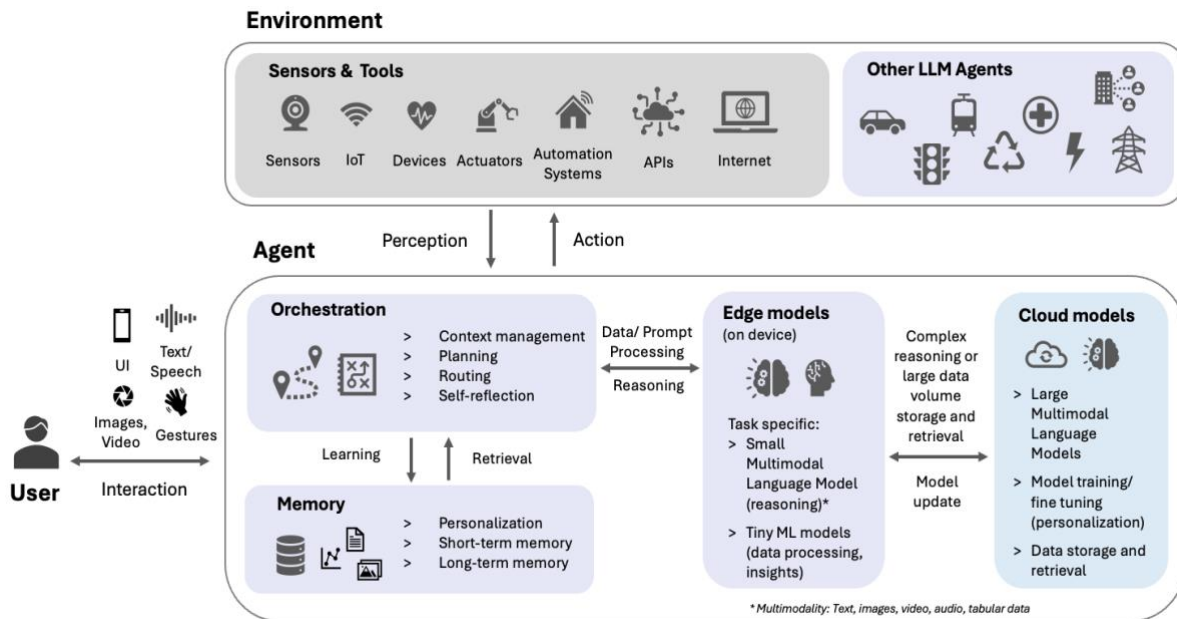 Environment
Sensors & Tools
Sensors
IoT
Devices
Actuators
Automation
Systems
APIs
Internet
Other LLM Agents
Perception
Action
Agent
UI
Text/
Speech
Images,
Video
Gestures
User
Interaction
Orchestration
> Context management
> Planning
> Routing
> Self-reflection
Learning
Retrieval
Memory
> Personalization
> Short-term memory
> Long-term memory
Data/ Prompt
Processing
Reasoning
Edge models
(on device)
Task specific:
> Small
Multimodal
Language Model
(reasoning)*
> Tiny ML models
(data processing,
insights)
Complex
reasoning or
large data
volume
storage and
retrieval
Model
update
Cloud models
> Large
Multimodal
Language
Models
> Model training/
fine tuning
(personalization)
> Data storage and
retrieval
* Multimodality: Text, images, video, audio, tabular data